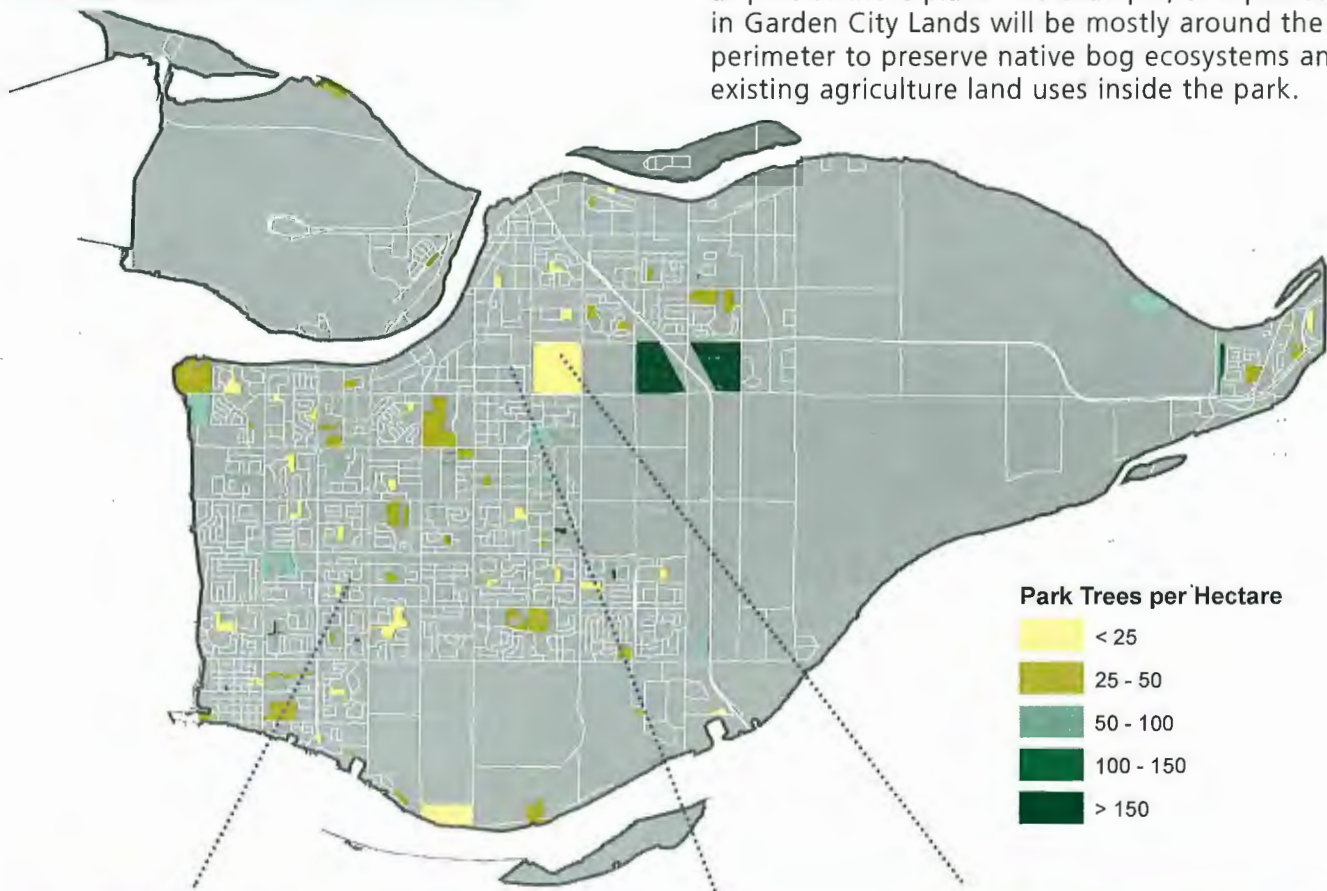 in Garden City Lands will be mostly around the
perimeter to preserve native bog ecosystems an
existing agriculture land uses inside the park.
Park Trees per Hectare
< 25
25 - 50
50 - 100
100 - 150
> 150